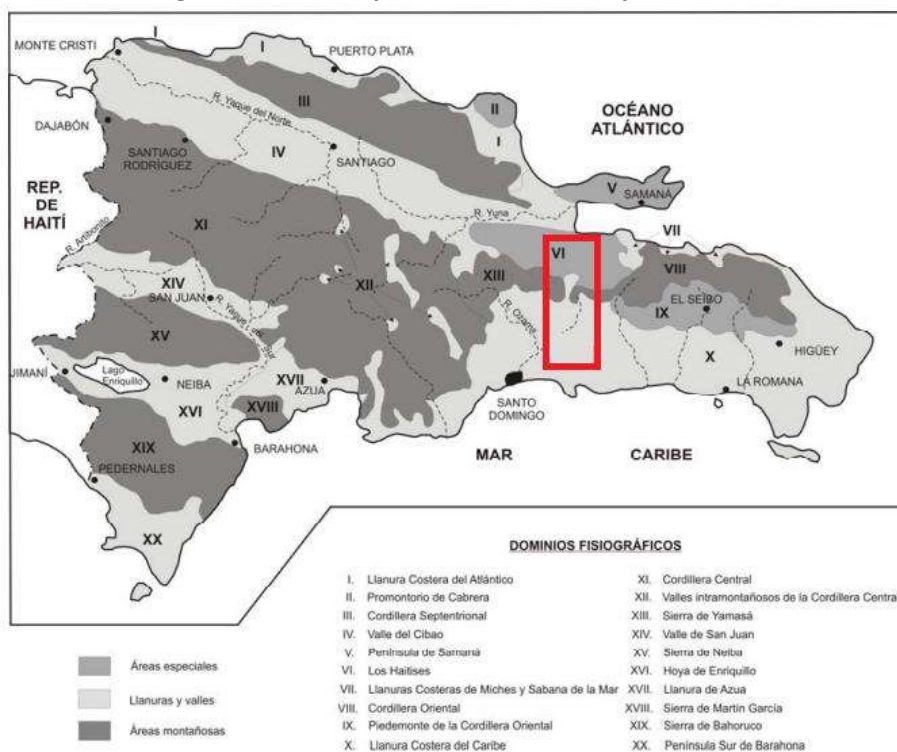 I
MONTE CRISTI
I
PUERTO PLATA
III
II
OCÉANO
ATLÁNTICO
R. Yaque del Norte
DAJABÓN
SANTIAGO
RODRÍGUEZ
IV
SANTIAGO
I
V
SAMANÁ
REP.
DE
HAITÍ
R. Yuna
VII
R. Artibonito
XI
VI
XIII
VIII
XII
EL SEIBO
XIV
SAN JUAN
IX
R. Ozama
XV
X
HIGÜEY
JIMANÍ
Lago
Enriquillo
NEIBA
XVII
AZUA
LA ROMANA
XVI
XVIII
SANTO
DOMINGO
XIX
BARAHONA
MAR
CARIBE
PEDERNALES
XX
DOMINIOS FISIOGRÁFICOS
I. Llanura Costera del Atlántico
II. Promontorio de Cabrera
III. Cordillera Septentrional
IV. Valle del Cibao
V. Península de Samaná
VI. Los Haitises
VII. Llanuras Costeras de Miches y Sabana de la Mar
VIII. Cordillera Oriental
IX. Piedemonte de la Cordillera Oriental
X. Llanura Costera del Caribe
XI. Cordillera Central
XII. Valles intramontañosos de la Cordillera Central
XIII. Sierra de Yamasá
XIV. Valle de San Juan
XV. Sierra de Neiba
XVI. Hoya de Enriquillo
XVII. Llanura de Azua
XVIII. Sierra de Martín García
XIX. Sierra de Bahoruco
XX. Península Sur de Barahona
Áreas especiales
Llanuras y valles
Áreas montañosas